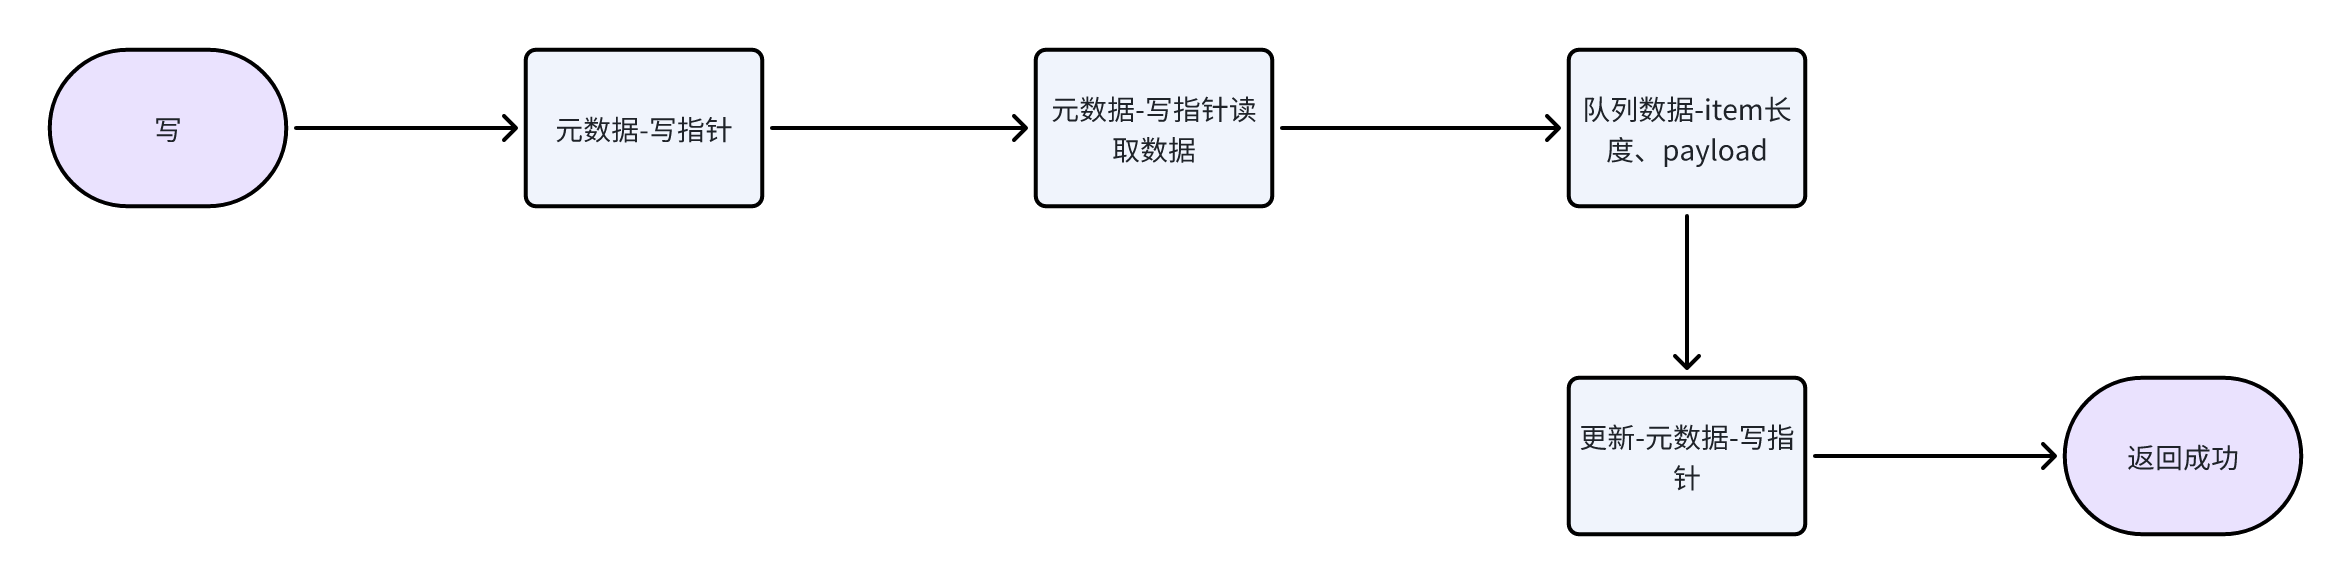 写
元数据-写指针
元数据-写指针读
取数据
队列数据-item长
度、payload
更新-元数据-写指
针
返回成功